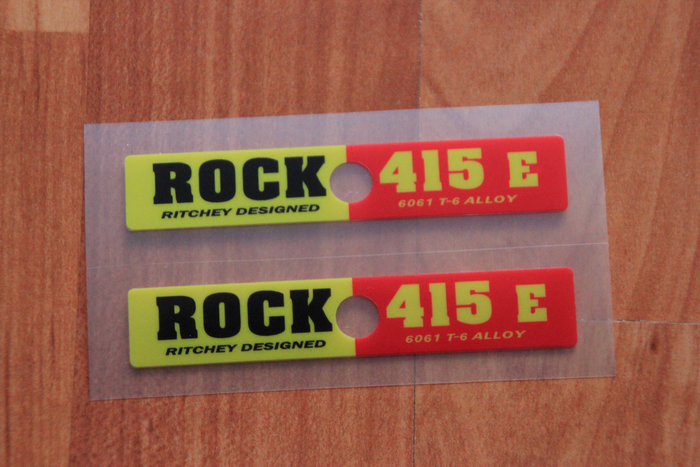 ROCK 415 E
RITCHEY DESIGNED 6061 T-6 ALLOY
ROCK 415 E
RITCHEY DESIGNED 6061 T-6 ALLOY